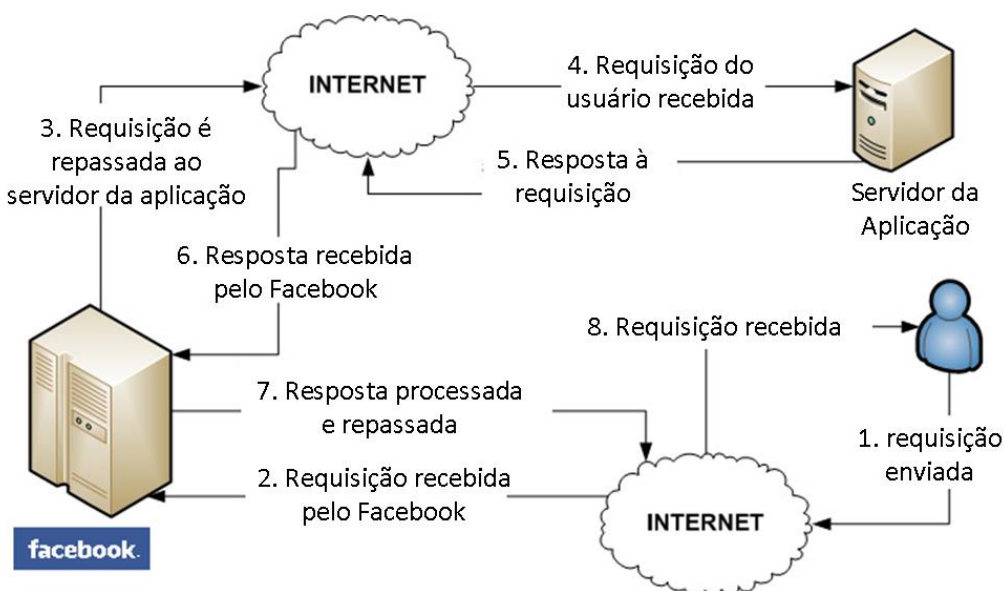 INTERNET
4. Requisição do
usuário recebida
3. Requisição é
repassada ao
servidor da aplicação
5. Resposta à
requisição
Servidor da
Aplicação
6. Resposta recebida
pelo Facebook
8. Requisição recebida
7. Resposta processada
e repassada
1. requisição
enviada
2. Requisição recebida
pelo Facebook
INTERNET
facebook.